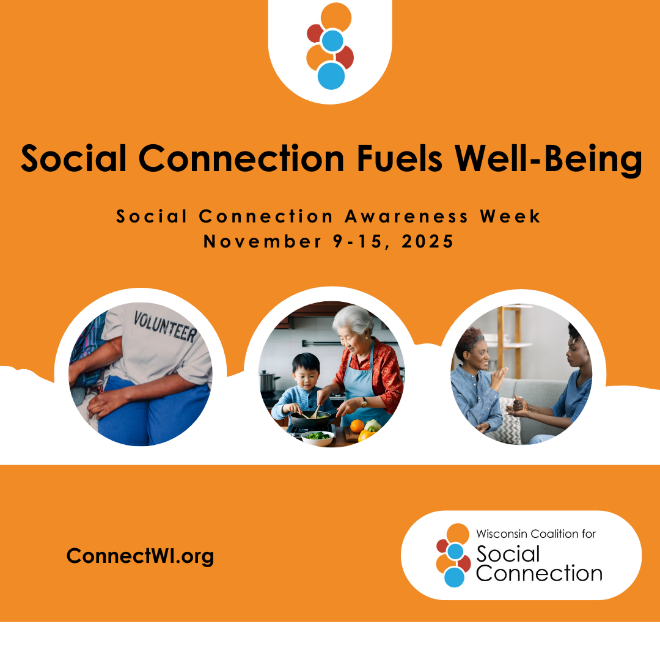 Social Connection Fuels Well-Being
Social Connection Awareness Week
November 9-15, 2025
VOLUNTEER
ConnectWI.org
Wisconsin Coalition for
Social
Connection